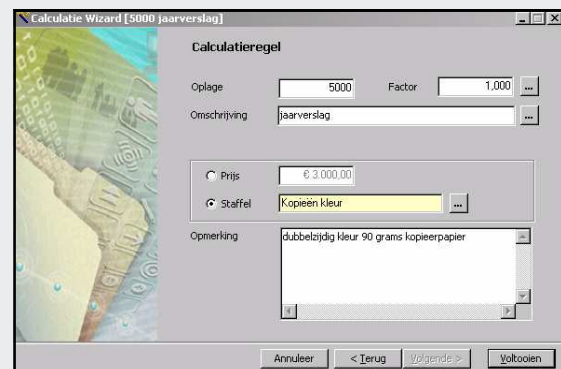 Calculatie Wizard [5000 jaarverslag]
Calculatieregel
Oplage 5000 Factor 1,000 ...
Omschrijving jaarverslag ...
Prijs € 3.000,00
Staffel Kopieën kleur ...
Opmerking dubbelzijdig kleur 90 grams kopieerpapier
Annuleer < Terug Volgende > Voltooien